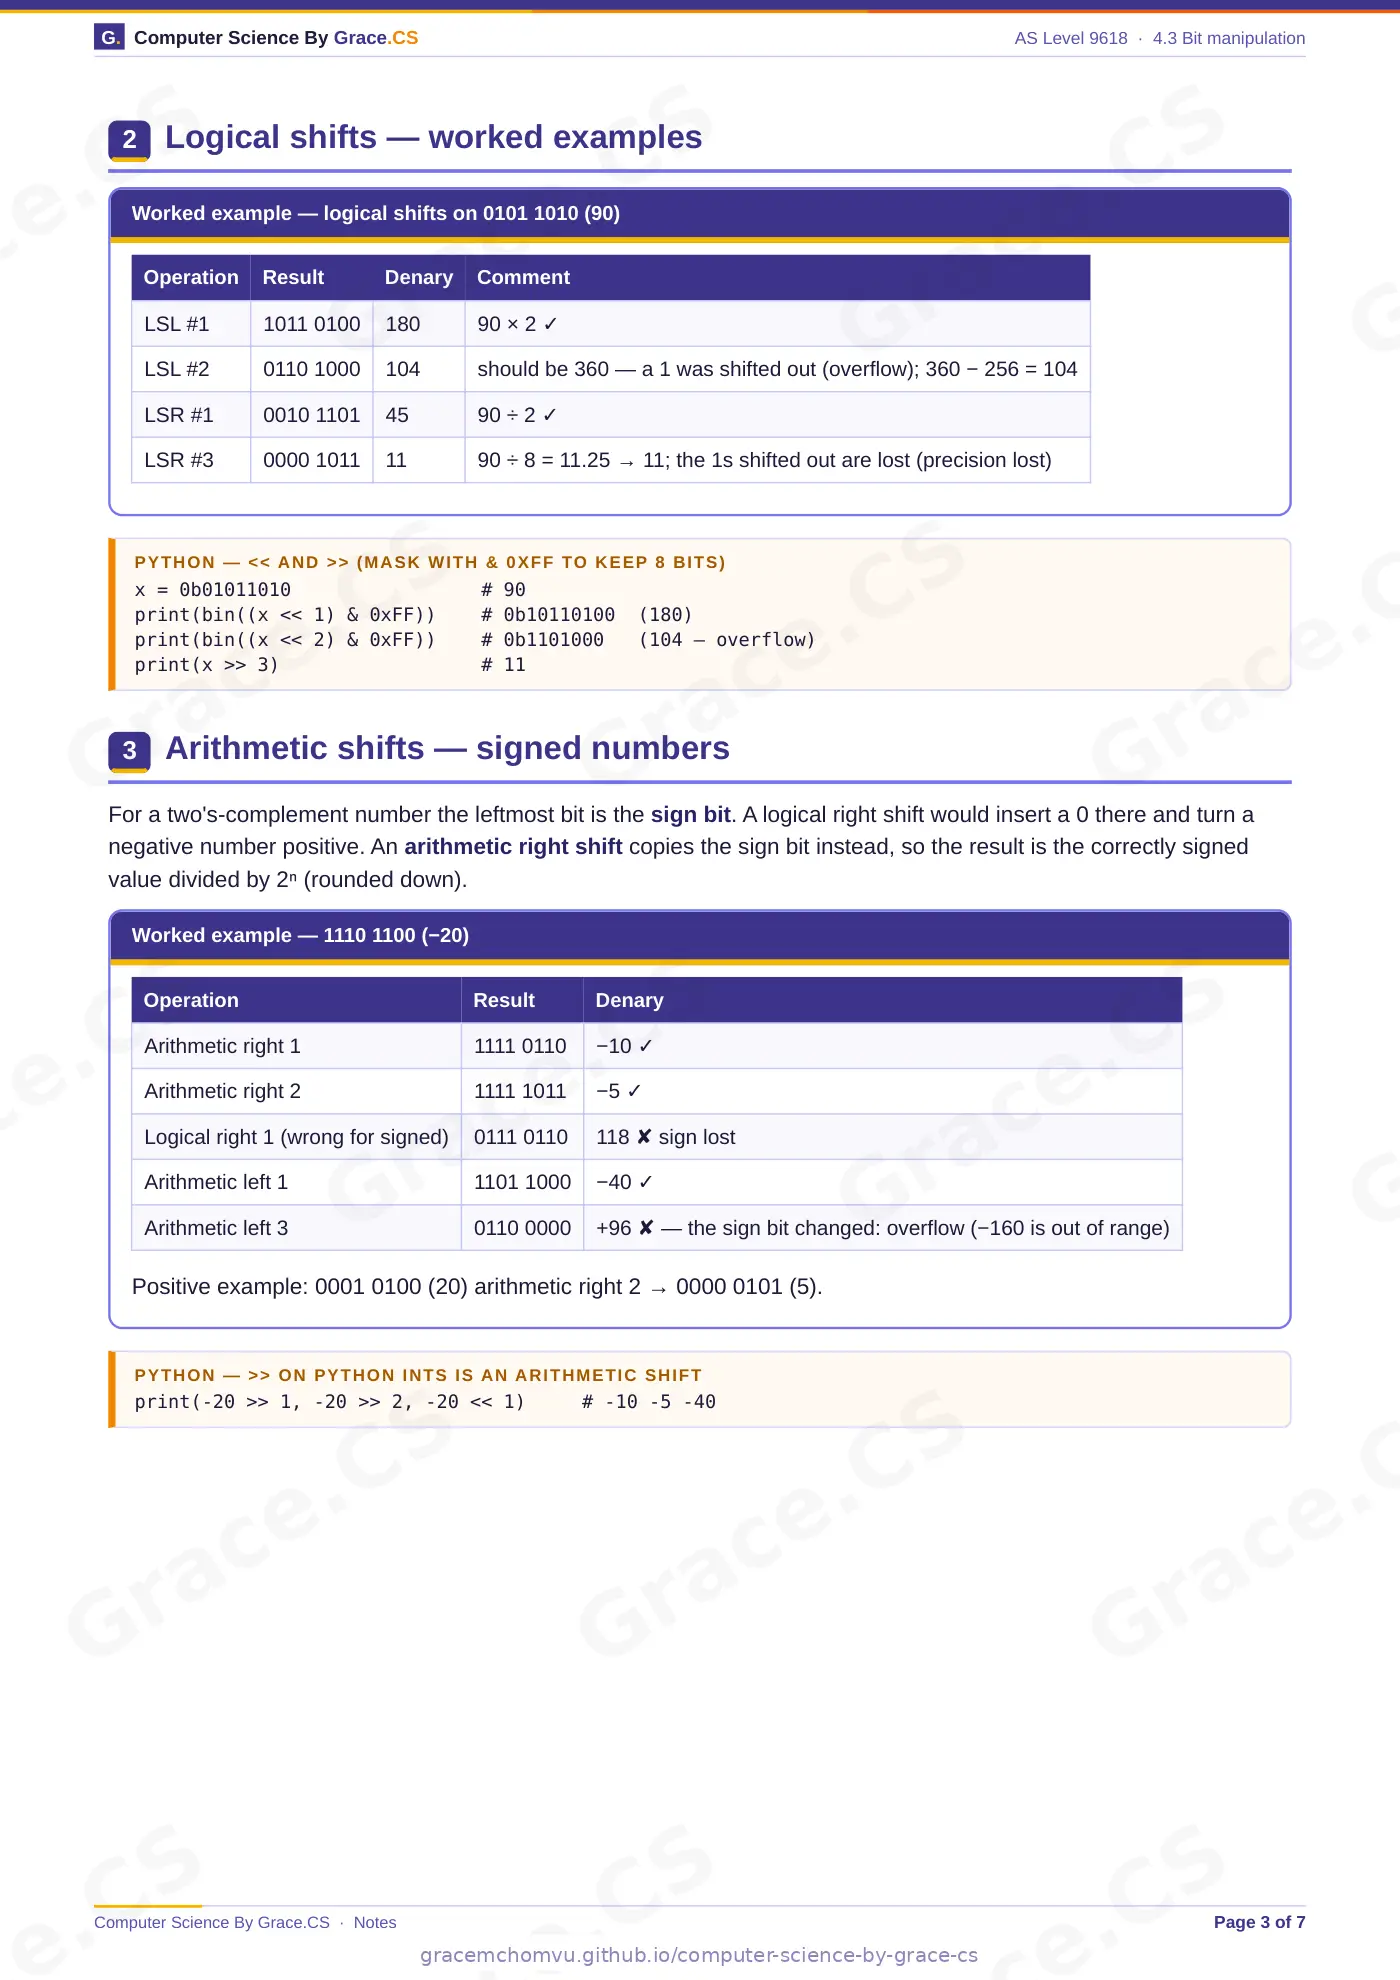 G. Computer Science By Grace.CS
AS Level 9618 · 4.3 Bit manipulation
2 Logical shifts — worked examples
Worked example — logical shifts on 0101 1010 (90)
Operation Result Denary Comment
LSL #1 1011 0100 180 90 × 2 ✓
LSL #2 0110 1000 104 should be 360 — a 1 was shifted out (overflow); 360 − 256 = 104
LSR #1 0010 1101 45 90 ÷ 2 ✓
LSR #3 0000 1011 11 90 ÷ 8 = 11.25 → 11; the 1s shifted out are lost (precision lost)
PYTHON — << AND >> (MASK WITH & 0XFF TO KEEP 8 BITS)
x = 0b01011010 # 90
print(bin((x << 1) & 0xFF)) # 0b10110100 (180)
print(bin((x << 2) & 0xFF)) # 0b1101000 (104 — overflow)
print(x >> 3) # 11
3 Arithmetic shifts — signed numbers
For a two's-complement number the leftmost bit is the sign bit. A logical right shift would insert a 0 there and turn a
negative number positive. An arithmetic right shift copies the sign bit instead, so the result is the correctly signed
value divided by 2ⁿ (rounded down).
Worked example — 1110 1100 (−20)
Operation Result Denary
Arithmetic right 1 1111 0110 −10 ✓
Arithmetic right 2 1111 1011 −5 ✓
Logical right 1 (wrong for signed) 0111 0110 118 ✘ sign lost
Arithmetic left 1 1101 1000 −40 ✓
Arithmetic left 3 0110 0000 +96 ✘ — the sign bit changed: overflow (−160 is out of range)
Positive example: 0001 0100 (20) arithmetic right 2 → 0000 0101 (5).
PYTHON — >> ON PYTHON INTS IS AN ARITHMETIC SHIFT
print(-20 >> 1, -20 >> 2, -20 << 1) # -10 -5 -40
Computer Science By Grace.CS · Notes
Page 3 of 7
gracemchomvu.github.io/computer-science-by-grace-cs